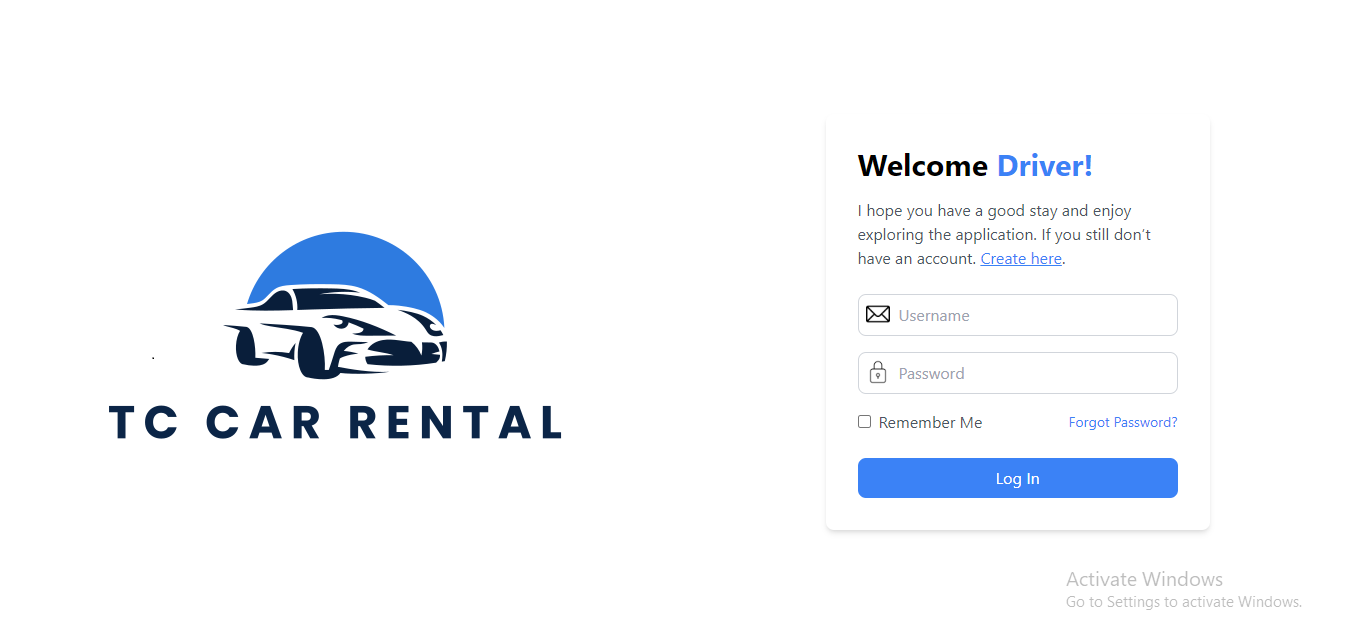 TC CAR RENTAL
Welcome Driver!
I hope you have a good stay and enjoy
exploring the application. If you still don't
have an account. Create here.
Username
Password
Remember Me
Forgot Password?
Log In
Activate Windows
Go to Settings to activate Windows.